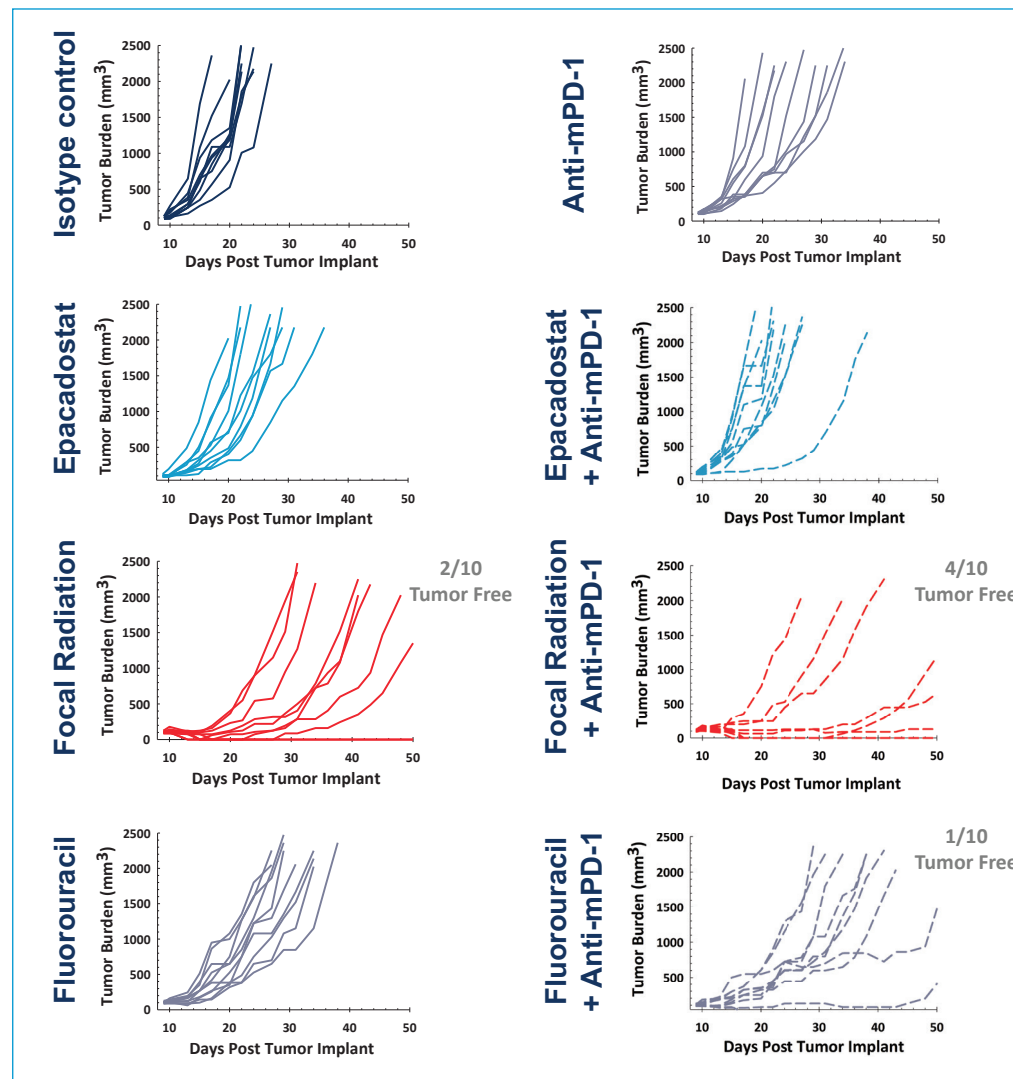 Isotype control
Tumor Burden (mm3)
2500
2000
1500
1000
500
0
10 20 30 40 50
Days Post Tumor Implant
Anti-mPD-1
Tumor Burden (mm3)
2500
2000
1500
1000
500
0
10 20 30 40 50
Days Post Tumor Implant
Epacadostat
Tumor Burden (mm3)
2500
2000
1500
1000
500
0
10 20 30 40 50
Days Post Tumor Implant
Epacadostat
+ Anti-mPD-1
Tumor Burden (mm3)
2500
2000
1500
1000
500
0
10 20 30 40 50
Days Post Tumor Implant
Focal Radiation
Tumor Burden (mm3)
2500
2000
1500
1000
500
0
10 20 30 40 50
Days Post Tumor Implant
2/10
Tumor Free
Focal Radiation
+ Anti-mPD-1
Tumor Burden (mm3)
2500
2000
1500
1000
500
0
10 20 30 40 50
Days Post Tumor Implant
4/10
Tumor Free
Fluorouracil
Tumor Burden (mm3)
2500
2000
1500
1000
500
0
10 20 30 40 50
Days Post Tumor Implant
Fluorouracil
+ Anti-mPD-1
Tumor Burden (mm3)
2500
2000
1500
1000
500
10 20 30 40 50
Days Post Tumor Implant
1/10
Tumor Free